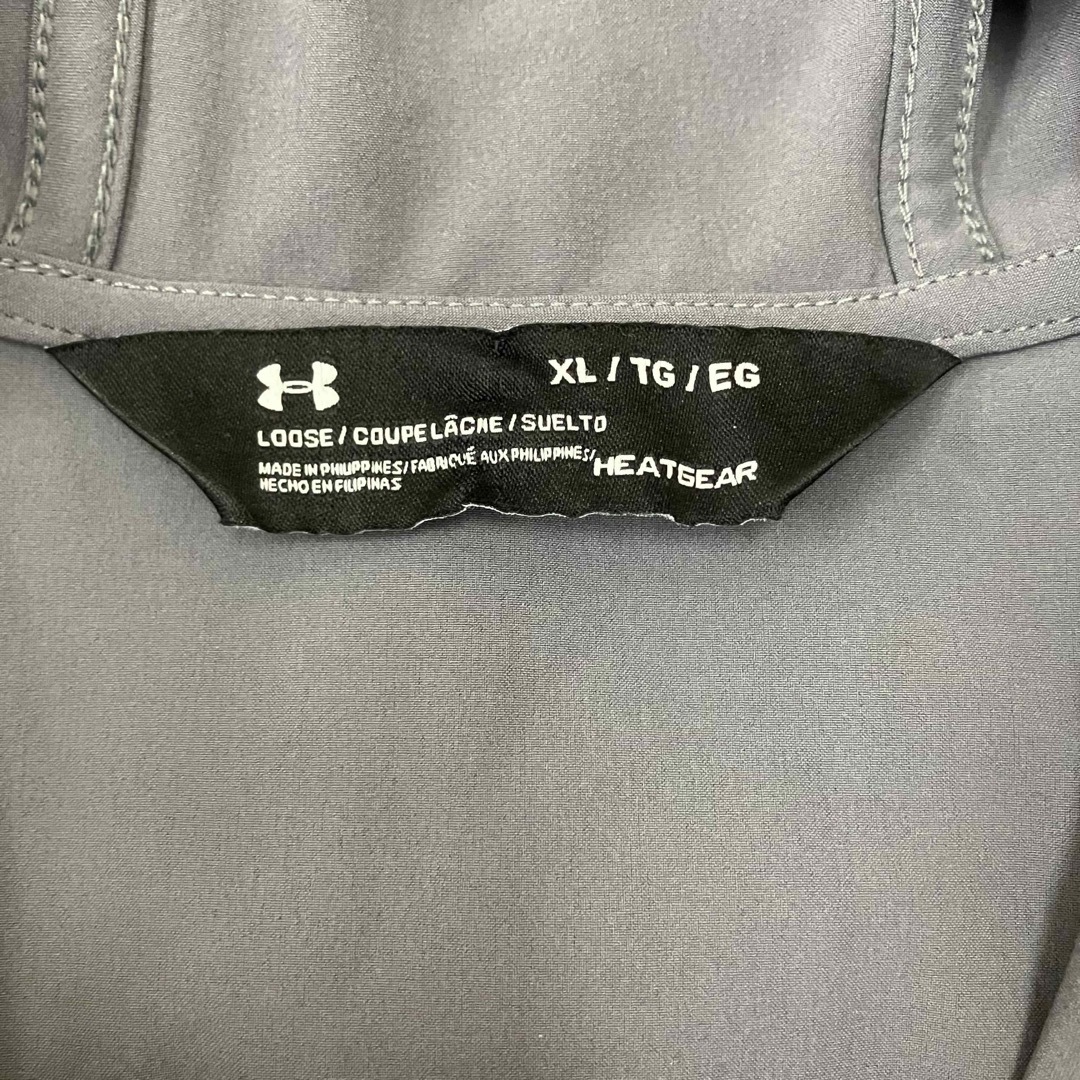 XL / TG / EG
LOOSE / COUPE LÂCHE / SUELTO
MADE IN PHILIPPINES / FABRIQUÉ AUX PHILIPPINES /
HECHO EN FILIPINAS
HEATGEAR